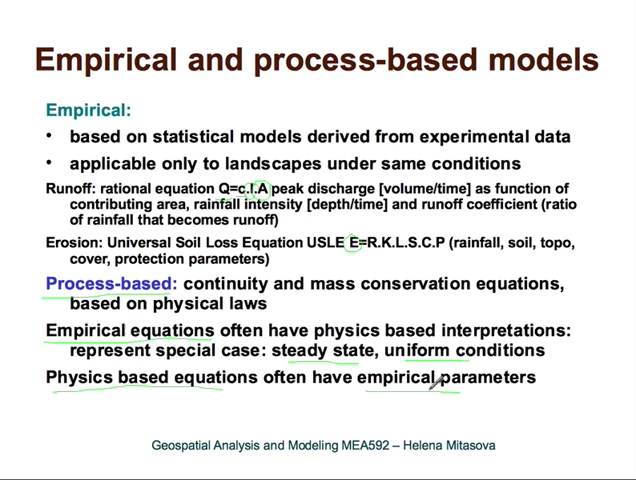 Empirical and process-based models
Empirical:
• based on statistical models derived from experimental data
• applicable only to landscapes under same conditions
Runoff: rational equation Q=c.I.A peak discharge [volume/time] as function of
contributing area, rainfall intensity [depth/time] and runoff coefficient (ratio
of rainfall that becomes runoff)
Erosion: Universal Soil Loss Equation USLE E=R.K.L.S.C.P (rainfall, soil, topo,
cover, protection parameters)
Process-based: continuity and mass conservation equations,
based on physical laws
Empirical equations often have physics based interpretations:
represent special case: steady state, uniform conditions
Physics based equations often have empirical parameters
Geospatial Analysis and Modeling MEA592 – Helena Mitasova